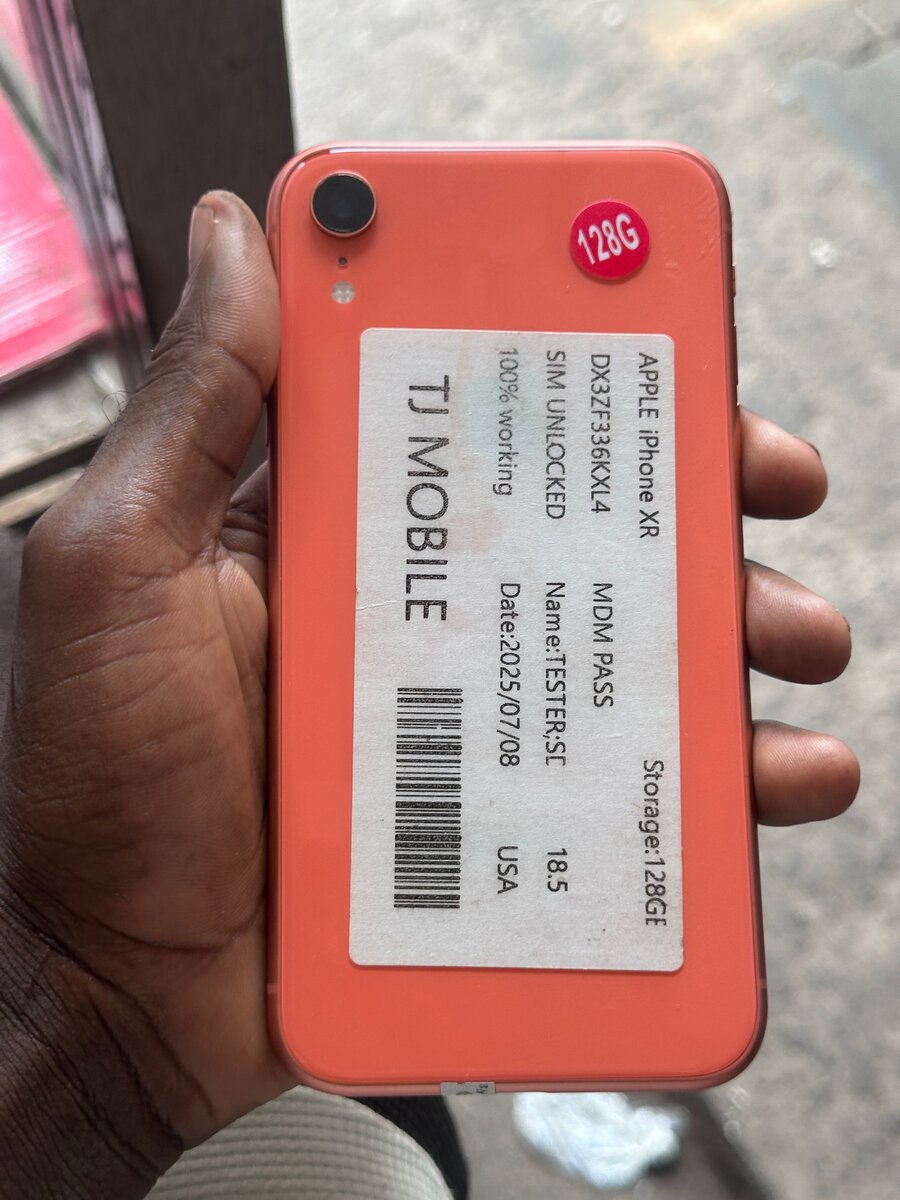 128G
APPLE iPhone XR Storage:128GE
DX3ZF336KXL4 MDM PASS
SIM UNLOCKED Name:TESTER;SD 18.5
100% working Date:2025/07/08 USA
TJ MOBILE